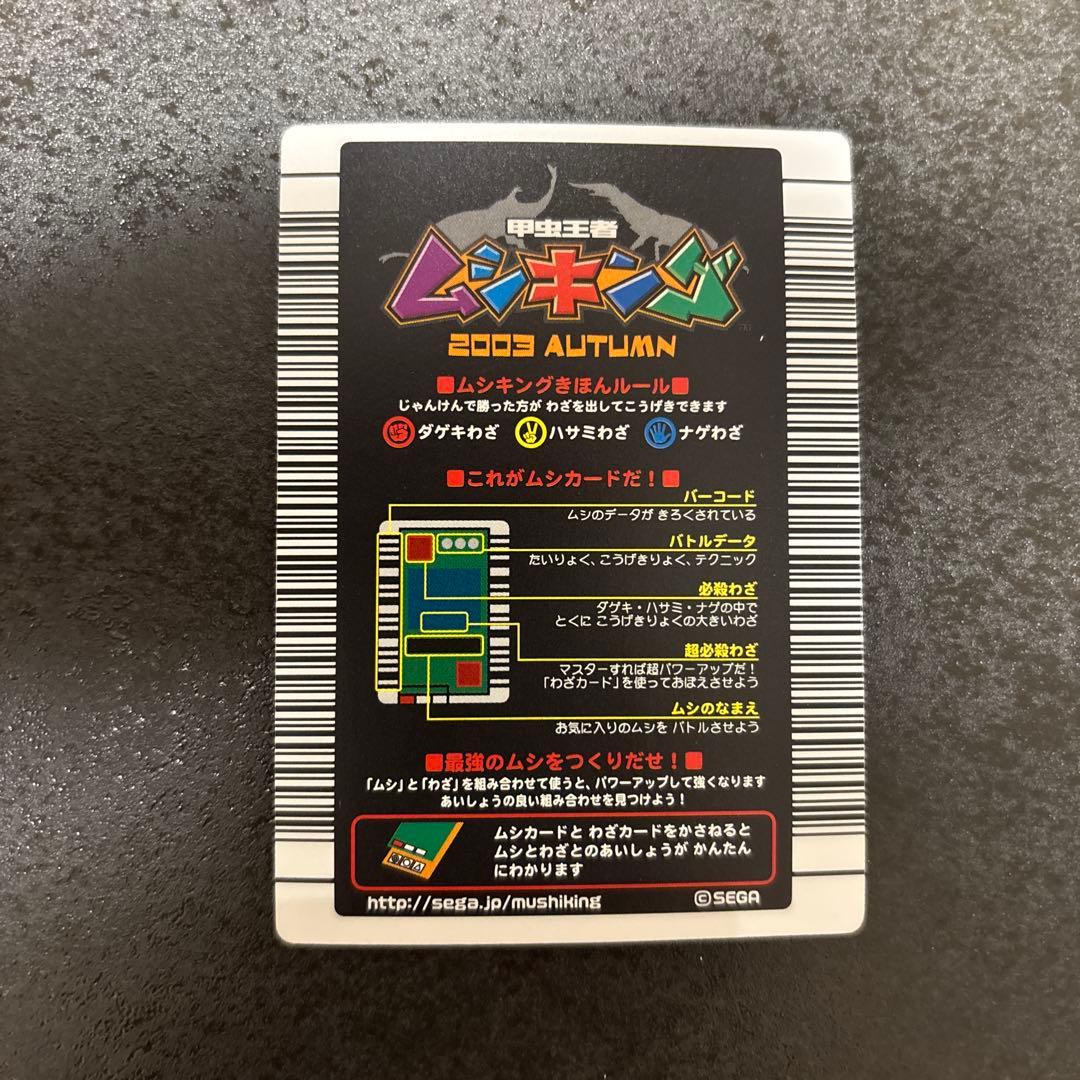 甲虫王者
ムシキング
2003 AUTUMN
■ムシキングきほんルール■
じゃんけんで勝った方が わざを出してこうげきできます
ダゲキわざ ハサミわざ ナゲわざ
■これがムシカードだ！■
バーコード
ムシのデータが きろくされている
バトルデータ
たいりょく、こうげきりょく、テクニック
必殺わざ
ダゲキ・ハサミ・ナゲの中で
とくに こうげきりょくの大きいわざ
超必殺わざ
マスターすれば超パワーアップだ！
「わざカード」を使っておぼえさせよう
ムシのなまえ
お気に入りのムシを バトルさせよう
■最強のムシをつくりだせ！■
「ムシ」と「わざ」を組み合わせて使うと、パワーアップして強くなります
あいしょうの良い組み合わせを見つけよう！
ムシカードと わざカードをかさねると
ムシとわざとのあいしょうが かんたん
にわかります
http://sega.jp/mushiking
©SEGA